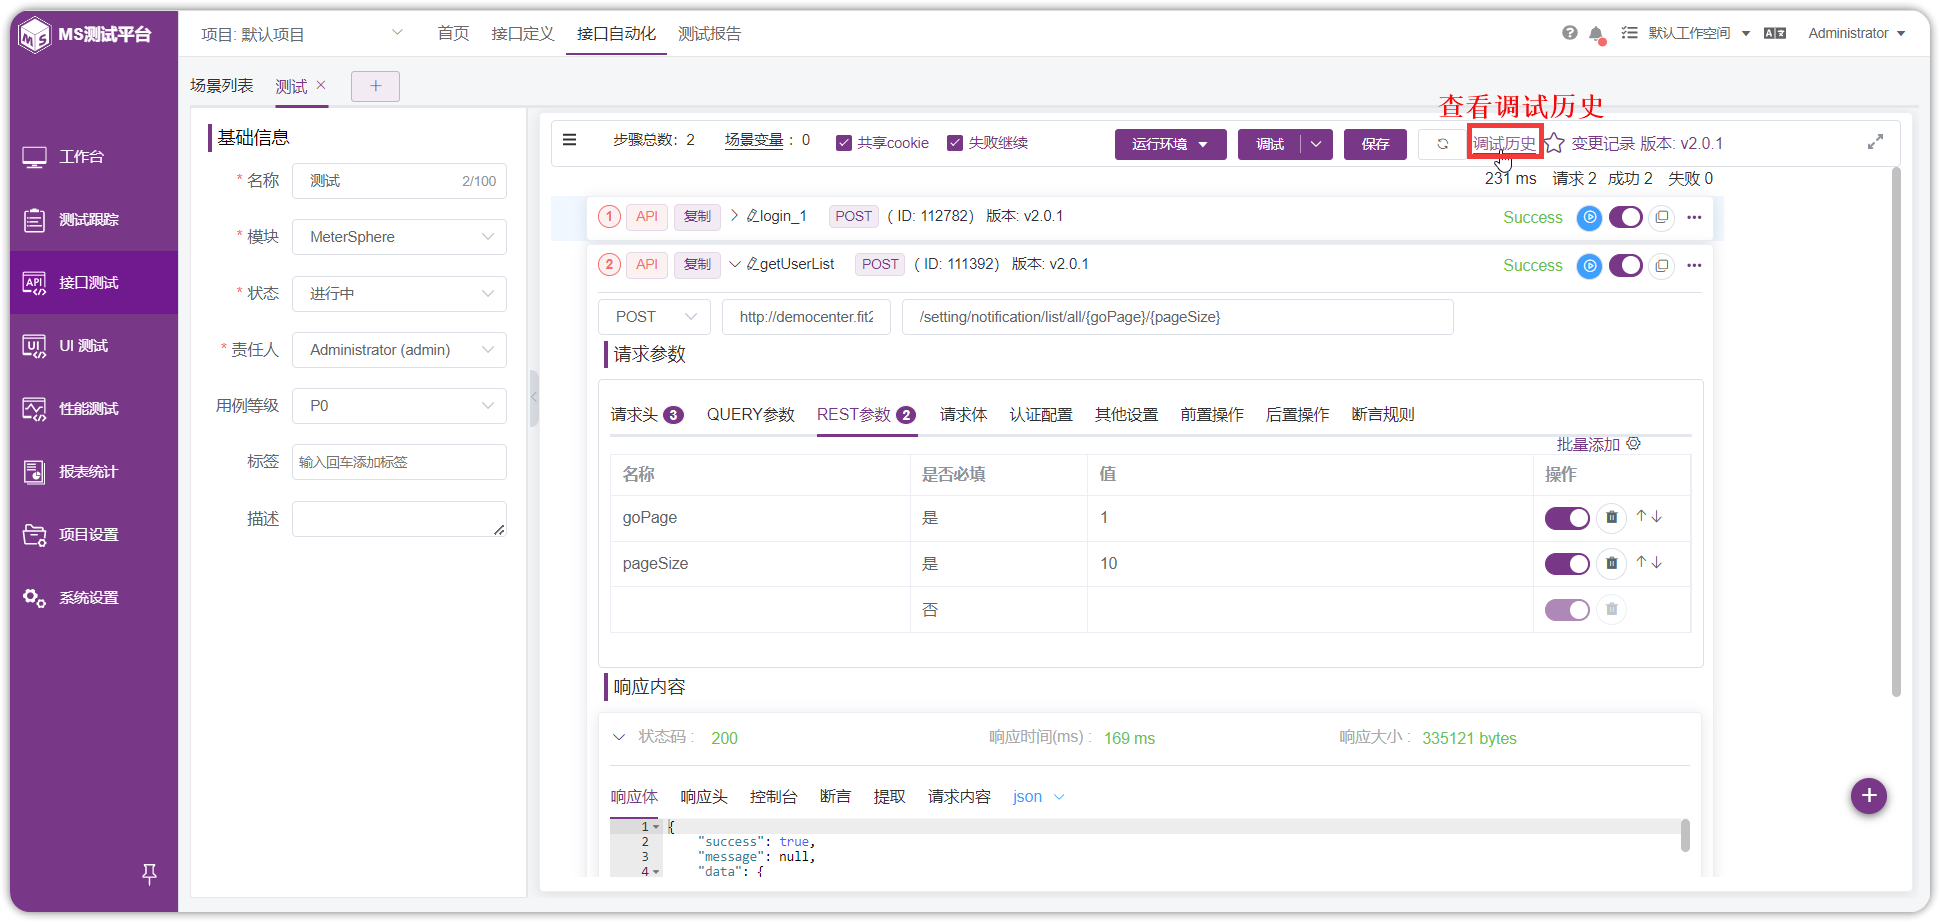 MS测试平台
项目: 默认项目
首页 接口定义 接口自动化 测试报告
默认工作空间
Administrator
场景列表 测试 × +
查看调试历史
工作台
测试跟踪
接口测试
UI 测试
性能测试
报表统计
项目设置
系统设置
基础信息
* 名称 测试 2/100
* 模块 MeterSphere
* 状态 进行中
* 责任人 Administrator (admin)
用例等级 P0
标签 输入回车添加标签
描述
步骤总数：2 场景变量 ：0 共享cookie 失败继续 运行环境 调试 保存 调试历史 变更记录 版本: v2.0.1
231 ms 请求 2 成功 2 失败 0
1 API 复制 login_1 POST ( ID: 112782) 版本: v2.0.1 Success
2 API 复制 getUserList POST ( ID: 111392) 版本: v2.0.1 Success
POST http://democenter.fit2 /setting/notification/list/all/{goPage}/{pageSize}
请求参数
请求头 3 QUERY参数 REST参数 2 请求体 认证配置 其他设置 前置操作 后置操作 断言规则
批量添加
名称 是否必填 值 操作
goPage 是 1
pageSize 是 10
否
响应内容
状态码 : 200 响应时间(ms) : 169 ms 响应大小 : 335121 bytes
响应体 响应头 控制台 断言 提取 请求内容 json
1 {
2 "success": true,
3 "message": null,
4 "data": {